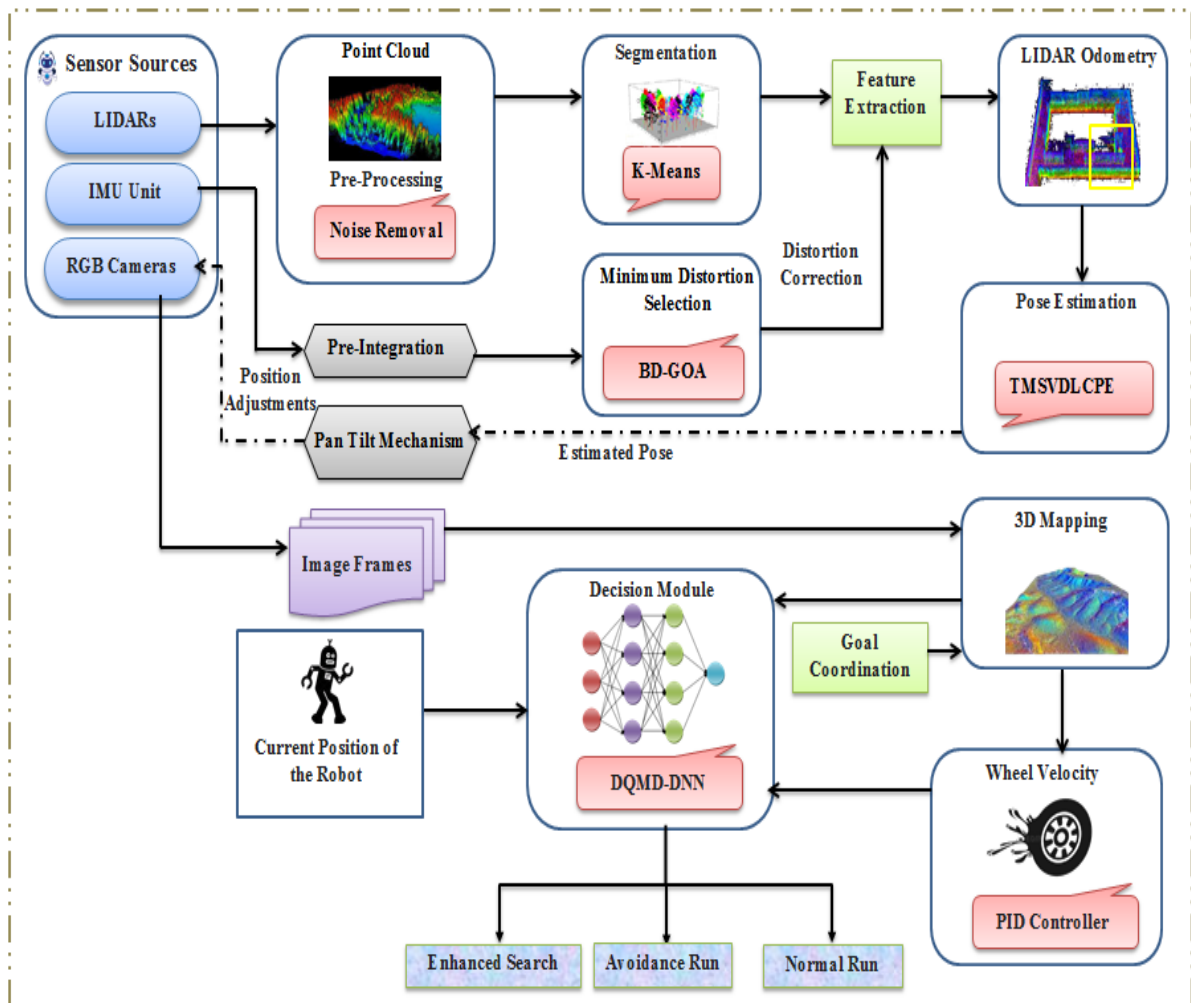 Sensor Sources
LIDARs
IMU Unit
RGB Cameras
Point Cloud
Pre-Processing
Noise Removal
Segmentation
K-Means
Feature
Extraction
LIDAR Odometry
Distortion
Correction
Minimum Distortion
Selection
BD-GOA
Pose Estimation
TMSVDLCPE
Pre-Integration
Position
Adjustments
Pan Tilt Mechanism
Estimated Pose
Image Frames
3D Mapping
Decision Module
DQMD-DNN
Goal
Coordination
Current Position of
the Robot
Wheel Velocity
PID Controller
Enhanced Search
Avoidance Run
Normal Run